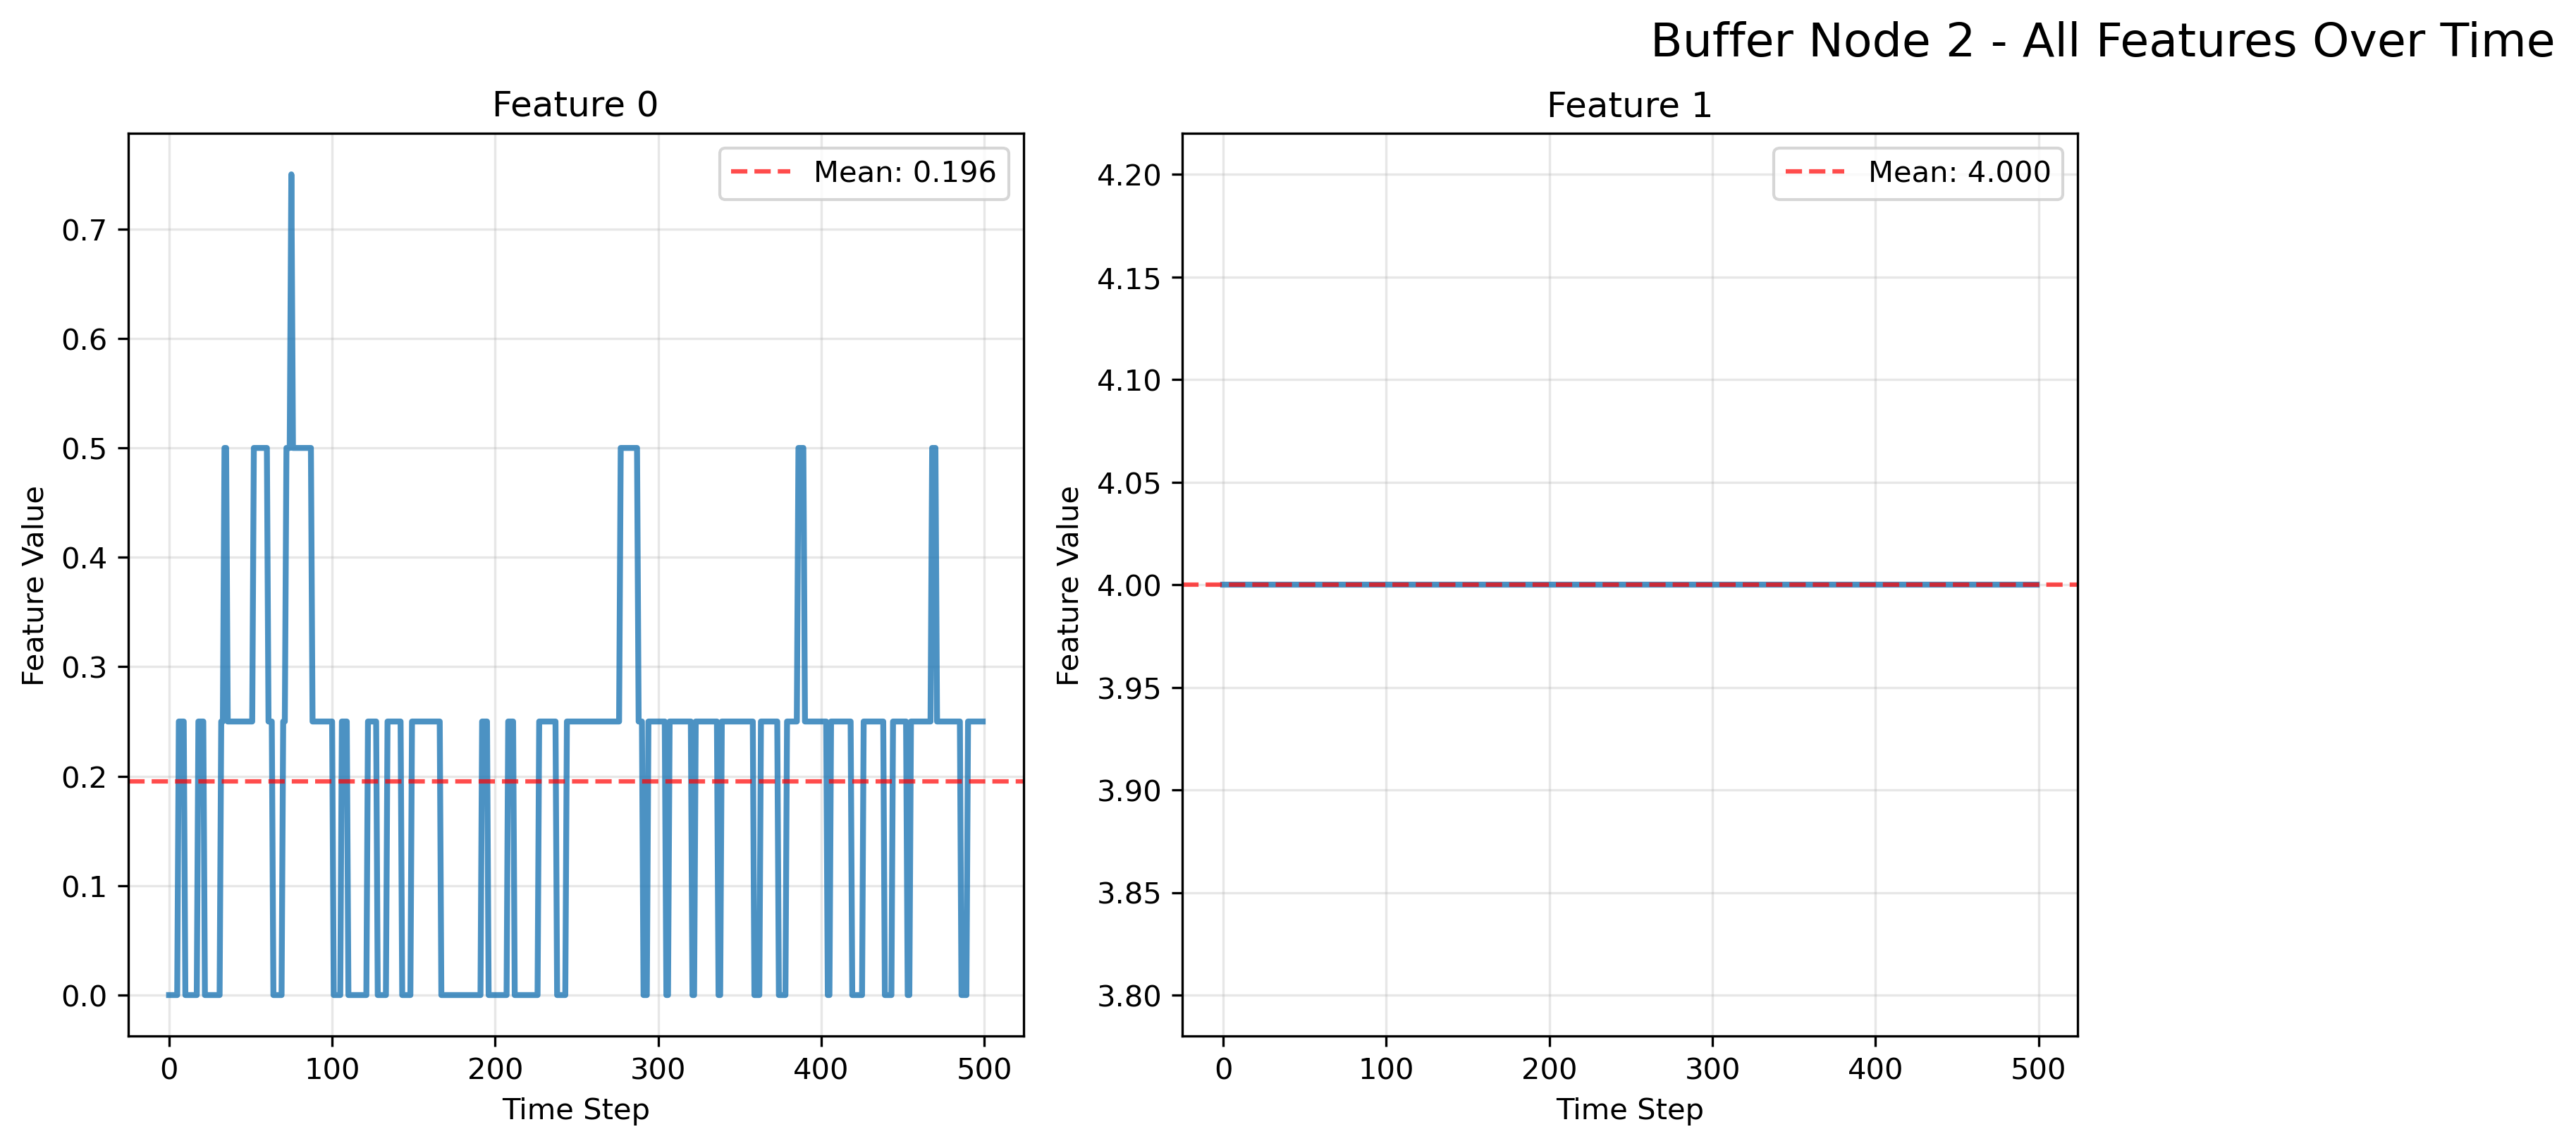 Buffer Node 2 - All Features Over Time
Feature 0
Mean: 0.196
0.7
0.6
0.5
0.4
0.3
0.2
0.1
0.0
Feature Value
0 100 200 300 400 500
Time Step
Feature 1
Mean: 4.000
4.20
4.15
4.10
4.05
4.00
3.95
3.90
3.85
3.80
Feature Value
0 100 200 300 400 500
Time Step